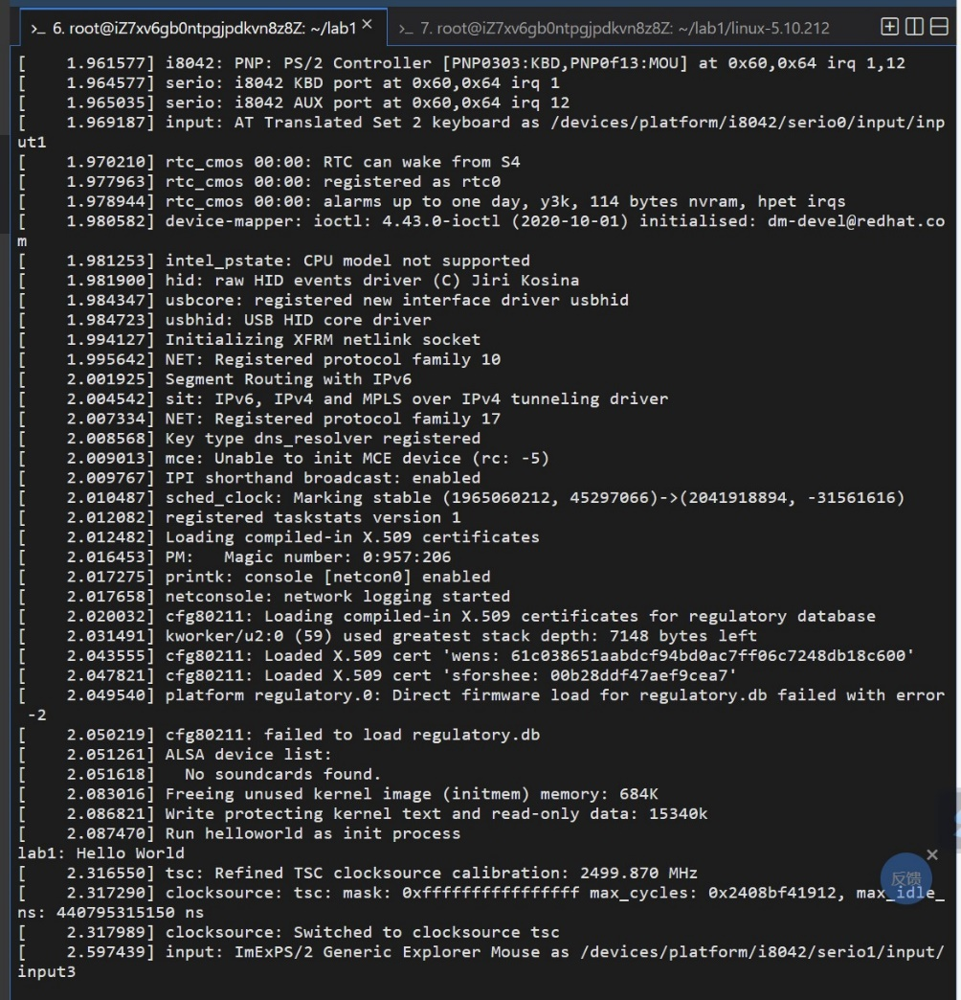 6. root@iZ7xv6gb0ntpgjpdkvn8z8Z: ~/lab1 × 7. root@iZ7xv6gb0ntpgjpdkvn8z8Z: ~/lab1/linux-5.10.212
[    1.961577] i8042: PNP: PS/2 Controller [PNP0303:KBD,PNP0f13:MOU] at 0x60,0x64 irq 1,12
[    1.964577] serio: i8042 KBD port at 0x60,0x64 irq 1
[    1.965035] serio: i8042 AUX port at 0x60,0x64 irq 12
[    1.969187] input: AT Translated Set 2 keyboard as /devices/platform/i8042/serio0/input/inp
ut1
[    1.970210] rtc_cmos 00:00: RTC can wake from S4
[    1.977963] rtc_cmos 00:00: registered as rtc0
[    1.978944] rtc_cmos 00:00: alarms up to one day, y3k, 114 bytes nvram, hpet irqs
[    1.980582] device-mapper: ioctl: 4.43.0-ioctl (2020-10-01) initialised: dm-devel@redhat.co
m
[    1.981253] intel_pstate: CPU model not supported
[    1.981900] hid: raw HID events driver (C) Jiri Kosina
[    1.984347] usbcore: registered new interface driver usbhid
[    1.984723] usbhid: USB HID core driver
[    1.994127] Initializing XFRM netlink socket
[    1.995642] NET: Registered protocol family 10
[    2.001925] Segment Routing with IPv6
[    2.004542] sit: IPv6, IPv4 and MPLS over IPv4 tunneling driver
[    2.007334] NET: Registered protocol family 17
[    2.008568] Key type dns_resolver registered
[    2.009013] mce: Unable to init MCE device (rc: -5)
[    2.009767] IPI shorthand broadcast: enabled
[    2.010487] sched_clock: Marking stable (1965060212, 45297066)->(2041918894, -31561616)
[    2.012082] registered taskstats version 1
[    2.012482] Loading compiled-in X.509 certificates
[    2.016453] PM:   Magic number: 0:957:206
[    2.017275] printk: console [netcon0] enabled
[    2.017658] netconsole: network logging started
[    2.020032] cfg80211: Loading compiled-in X.509 certificates for regulatory database
[    2.031491] kworker/u2:0 (59) used greatest stack depth: 7148 bytes left
[    2.043555] cfg80211: Loaded X.509 cert 'wens: 61c038651aabdcf94bd0ac7ff06c7248db18c600'
[    2.047821] cfg80211: Loaded X.509 cert 'sforshee: 00b28ddf47aef9cea7'
[    2.049540] platform regulatory.0: Direct firmware load for regulatory.db failed with error
 -2
[    2.050219] cfg80211: failed to load regulatory.db
[    2.051261] ALSA device list:
[    2.051618]   No soundcards found.
[    2.083016] Freeing unused kernel image (initmem) memory: 684K
[    2.086821] Write protecting kernel text and read-only data: 15340k
[    2.087470] Run helloworld as init process
lab1: Hello World
[    2.316550] tsc: Refined TSC clocksource calibration: 2499.870 MHz
反馈
[    2.317290] clocksource: tsc: mask: 0xffffffffffffffff max_cycles: 0x2408bf41912, max_idle_
ns: 440795315150 ns
[    2.317989] clocksource: Switched to clocksource tsc
[    2.597439] input: ImExPS/2 Generic Explorer Mouse as /devices/platform/i8042/serio1/input/
input3